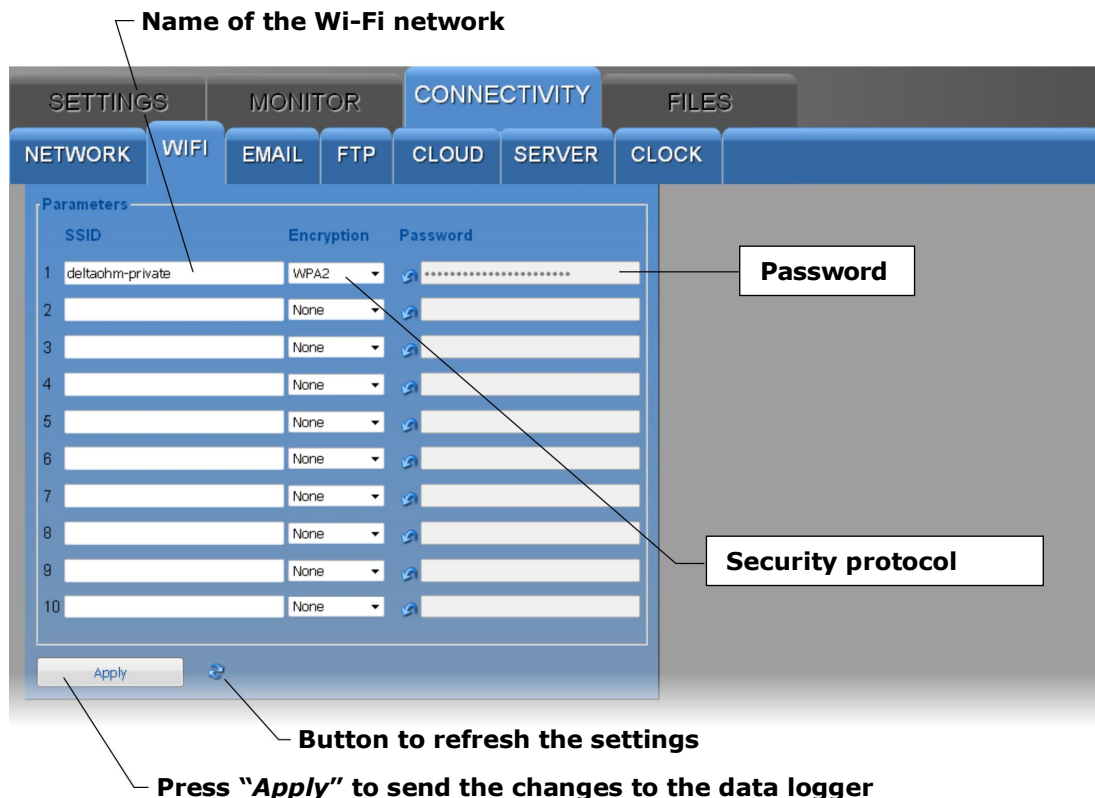 Name of the Wi-Fi network
SETTINGS MONITOR CONNECTIVITY FILES
NETWORK WIFI EMAIL FTP CLOUD SERVER CLOCK
Parameters
SSID Encryption Password
1 deltaohm-private WPA2 ••••••••••••••••••••••• Password
2 None
3 None
4 None
5 None
6 None
7 None
8 None
Security protocol
9 None
10 None
Apply
Button to refresh the settings
Press “Apply” to send the changes to the data logger